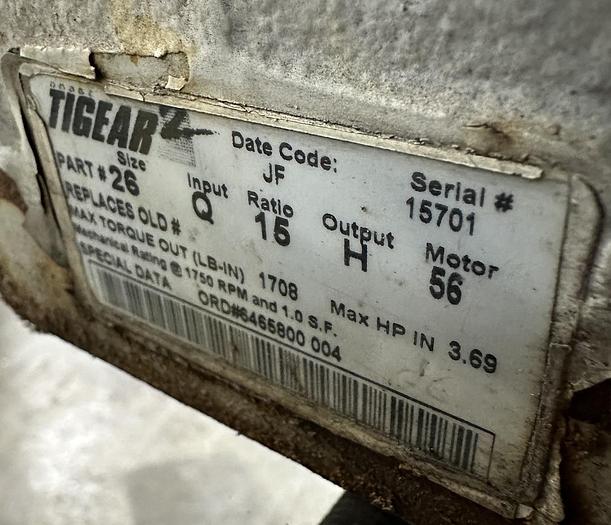 DODGE
TIGEAR 2
Date Code: Serial #
JF 15701
Size Input Ratio Output Motor
PART # 26 Q 15 H 56
REPLACES OLD #
MAX TORQUE OUT (LB-IN) 1708 Max HP IN 3.69
Mechanical Rating @ 1750 RPM and 1.0 S.F.
SPECIAL DATA ORD#6465800 004